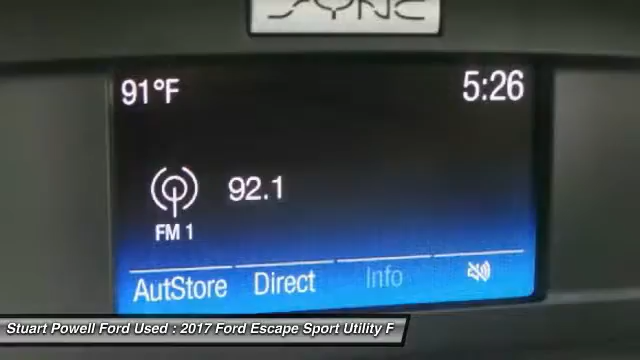 SYNC
91°F 5:26
92.1
FM 1
AutStore Direct Info
Stuart Powell Ford Used : 2017 Ford Escape Sport Utility F